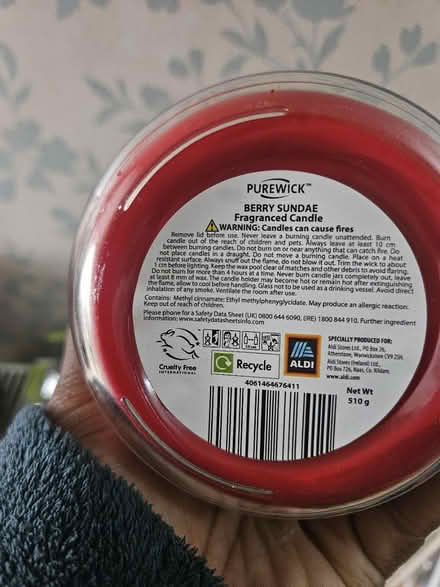 PUREWICK™
BERRY SUNDAE
Fragranced Candle
WARNING: Candles can cause fires
Remove lid before use. Never leave a burning candle unattended. Burn
candle out of the reach of children and pets. Always leave at least 10 cm
between burning candles. Do not burn on or near anything that can catch fire. Do
not place candles in a draught. Do not move a burning candle. Place on a heat
resistant surface. Always snuff out the flame, do not blow it out. Trim the wick to about
1 cm before lighting. Keep the wax pool clear of matches and other debris to avoid flaring.
Do not burn for more than 4 hours at a time. Never burn candle jars completely out, leave
at least 8 mm of wax. The candle holder may become hot or remain hot after extinguishing
the flame, allow to cool before handling. Glass not to be used as a drinking vessel. Avoid direct
inhalation of any smoke. Ventilate the room after use.
Contains: Methyl cinnamate: Ethyl methylphenyglycidate. May produce an allergic reaction.
Keep out of reach of children.
Please phone for a Safety Data Sheet (UK) 0800 644 6090, (IRE) 1800 844 910. Further ingredient
information: www.safetydatasheetsinfo.com
Cruelty Free
INTERNATIONAL
Recycle
ALDI
SPECIALLY PRODUCED FOR:
Aldi Stores Ltd., PO Box 26,
Atherstone, Warwickshire CV9 2SH.
Aldi Stores (Ireland) Ltd.,
PO Box 726, Naas, Co. Kildare.
www.aldi.com
4061464676411
Net Wt
510 g